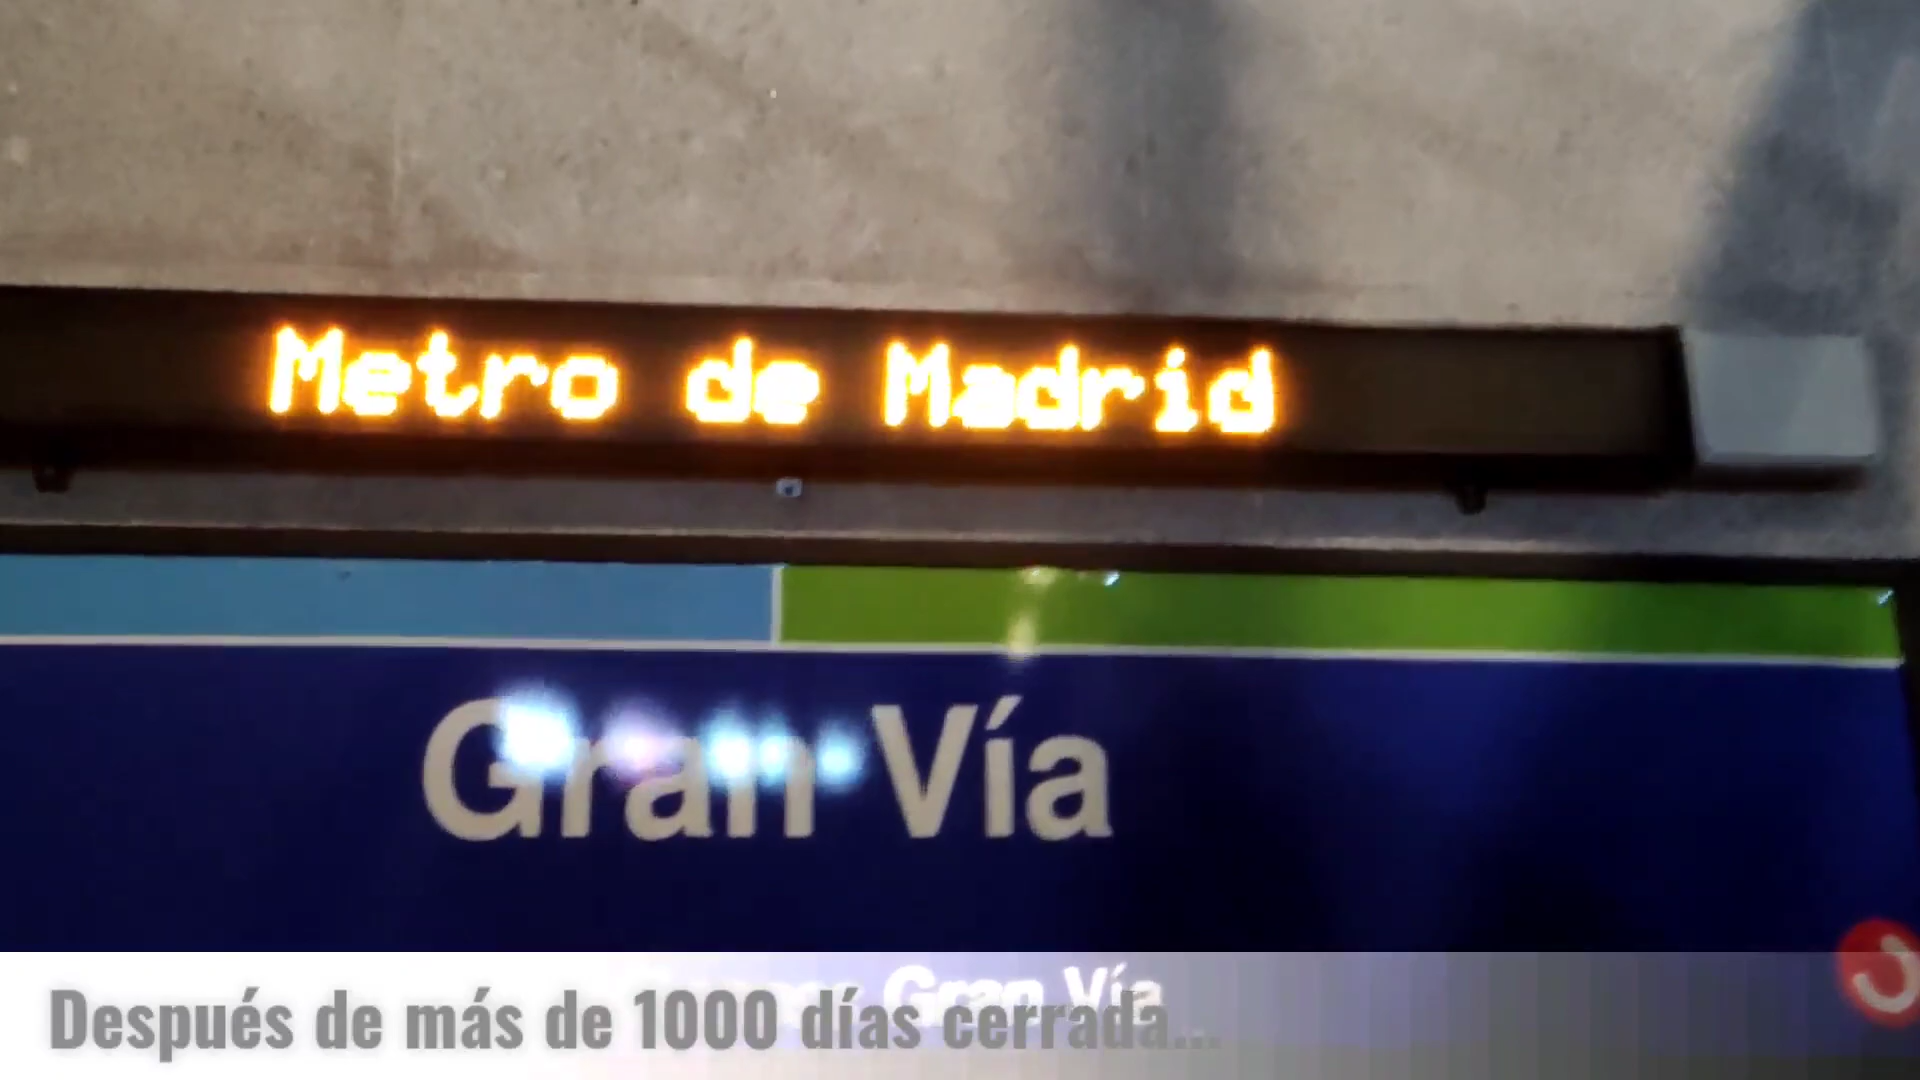 Metro de Madrid
Gran Vía
Gran Vía
Después de más de 1000 días cerrada...